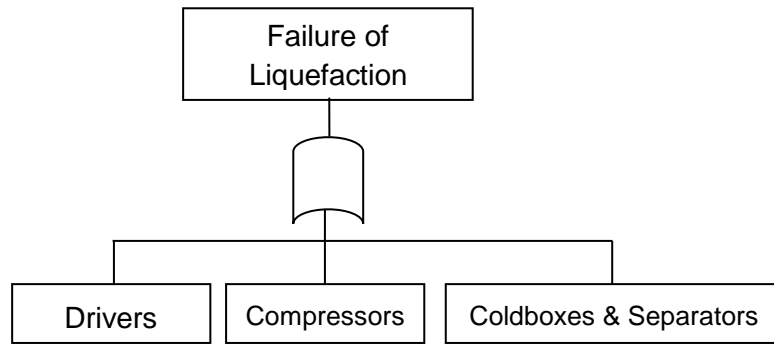 Failure of
Liquefaction
Drivers
Compressors
Coldboxes & Separators